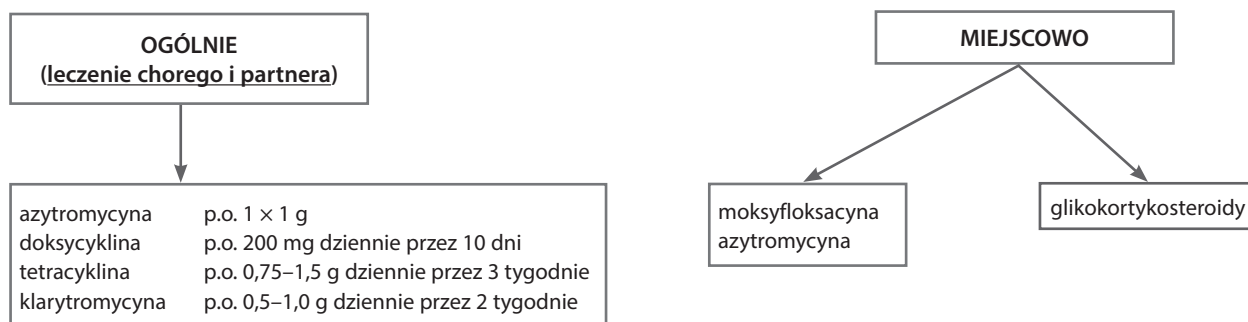 OGÓLNIE
(leczenie chorego i partnera)
azytromycyna p.o. 1 × 1 g
doksycyklina p.o. 200 mg dziennie przez 10 dni
tetracyklina p.o. 0,75–1,5 g dziennie przez 3 tygodnie
klarytromycyna p.o. 0,5–1,0 g dziennie przez 2 tygodnie
MIEJSCOWO
moksyfloksacyna
azytromycyna
glikokortykosteroidy